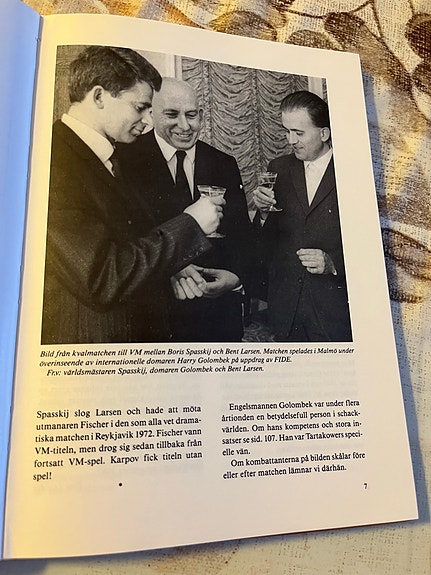 Bild från kvalmatchen till VM mellan Boris Spasskij och Bent Larsen. Matchen spelades i Malmö under
överinseende av internationelle domaren Harry Golombek på uppdrag av FIDE.
Fr.v: världsmästaren Spasskij, domaren Golombek och Bent Larsen.
Spasskij slog Larsen och hade att möta
utmanaren Fischer i den som alla vet drama-
tiska matchen i Reykjavik 1972. Fischer vann
VM-titeln, men drog sig sedan tillbaka från
fortsatt VM-spel. Karpov fick titeln utan
spel!
Engelsmannen Golombek var under flera
årtionden en betydelsefull person i schack-
världen. Om hans kompetens och stora in-
satser se sid. 107. Han var Tartakowers speci-
elle vän.
Om kombattanterna på bilden skålar före
eller efter matchen lämnar vi därhän.
7